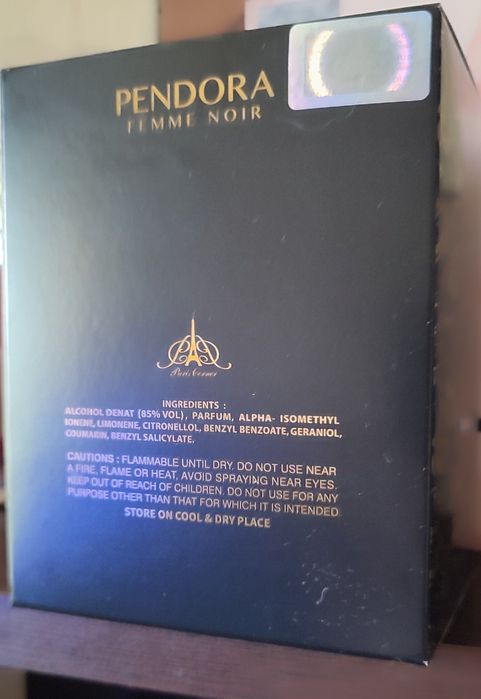 PENDORA
FEMME NOIR
Paris Corner
INGREDIENTS :
ALCOHOL DENAT (85% VOL), PARFUM, ALPHA- ISOMETHYL
IONENE, LIMONENE, CITRONELLOL, BENZYL BENZOATE, GERANIOL,
COUMARIN, BENZYL SALICYLATE.
CAUTIONS : FLAMMABLE UNTIL DRY. DO NOT USE NEAR
A FIRE, FLAME OR HEAT, AVOID SPRAYING NEAR EYES.
KEEP OUT OF REACH OF CHILDREN. DO NOT USE FOR ANY
PURPOSE OTHER THAN THAT FOR WHICH IT IS INTENDED
STORE ON COOL & DRY PLACE